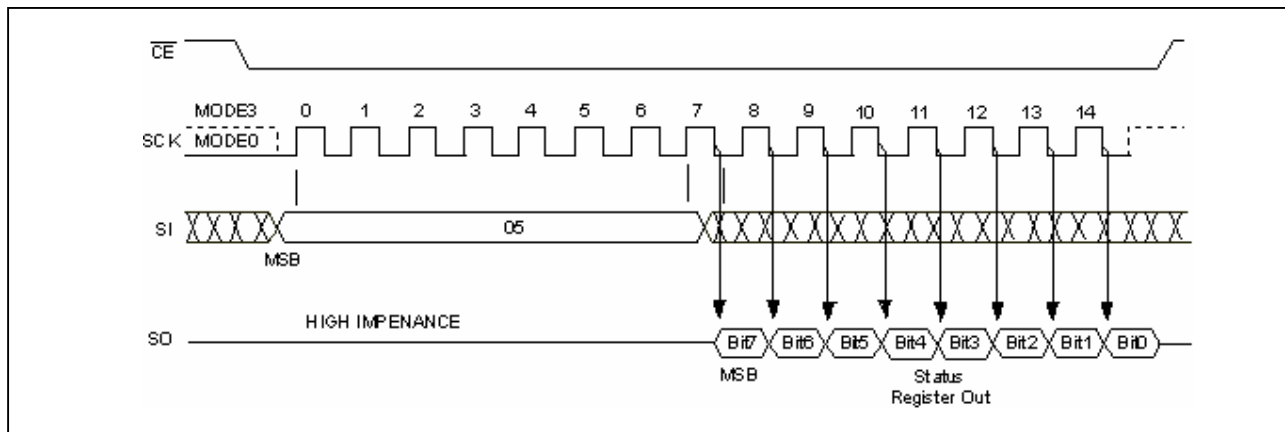 CE
MODE3 0 1 2 3 4 5 6 7 8 9 10 11 12 13 14
SCK MODE0
SI 05
MSB
HIGH IMPENANCE
SO Bit7 Bit6 Bit5 Bit4 Bit3 Bit2 Bit1 Bit0
MSB Status
Register Out